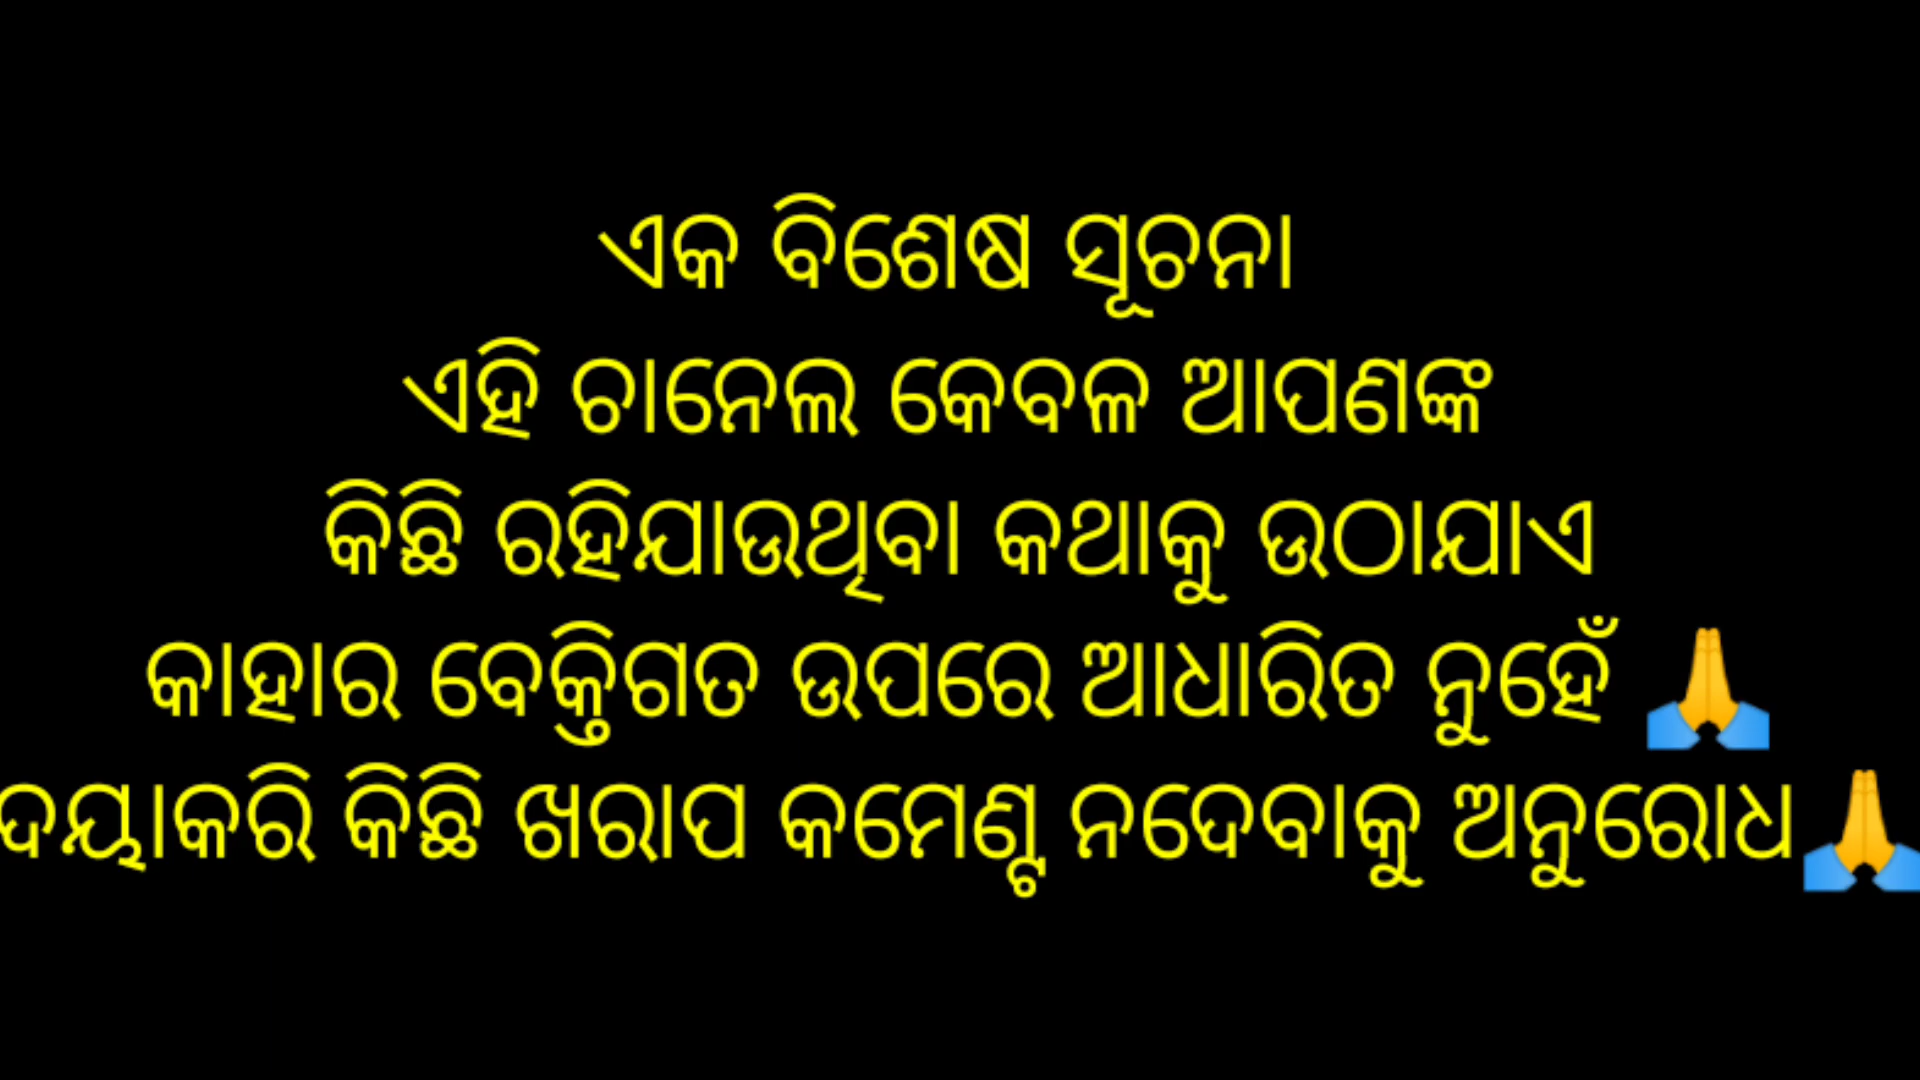 ଏକ ବିଶେଷ ସୂଚନା
ଏହି ଚାନେଲ କେବଳ ଆପଣଙ୍କ
କିଛି ରହିଯାଉଥିବା କଥାକୁ ଉଠାଯାଏ
କାହାର ବେକ୍ତିଗତ ଉପରେ ଆଧାରିତ ନୁହେଁ 🙏
ଦୟାକରି କିଛି ଖରାପ କମେଣ୍ଟ ନଦେବାକୁ ଅନୁରୋଧ🙏